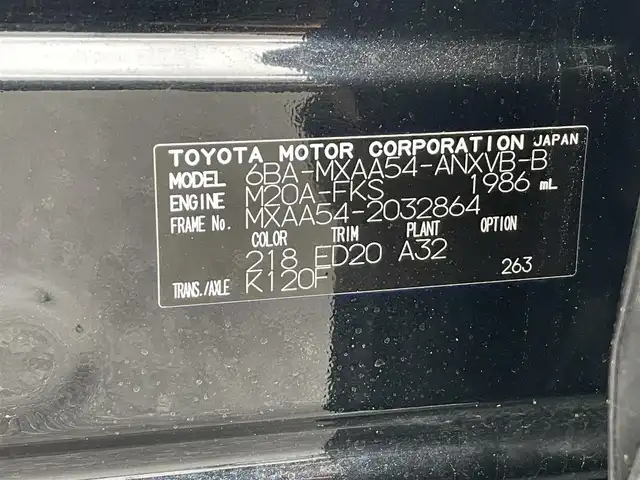 TOYOTA MOTOR CORPORATION JAPAN
MODEL 6BA-MXAA54-ANXVB-B
ENGINE M20A-FKS 1986 mL
FRAME No. MXAA54-2032864
COLOR TRIM PLANT OPTION
218 ED20 A32
TRANS./AXLE K120F 263